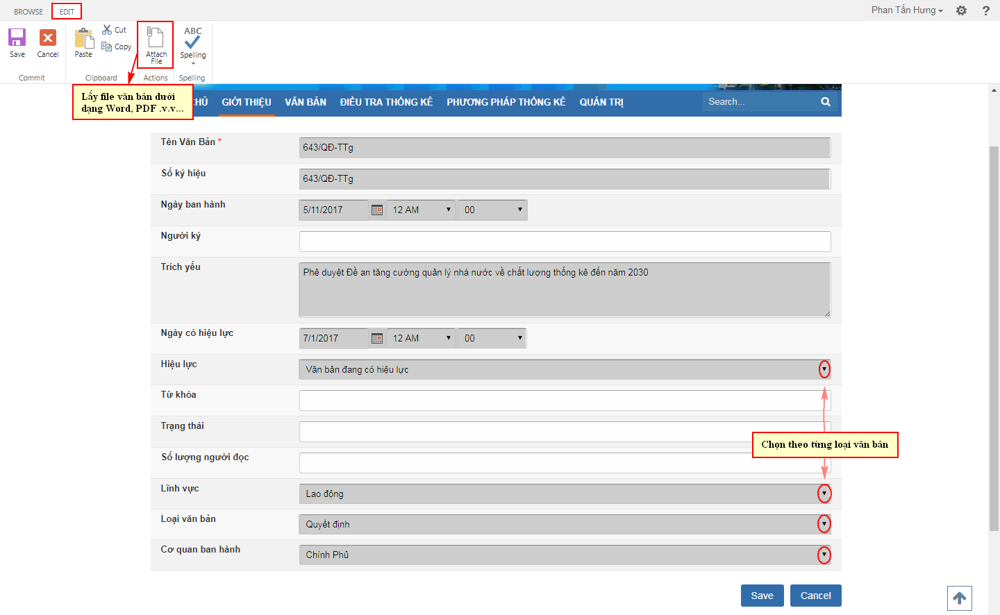 BROWSE EDIT Phan Tấn Hưng ?
Save Cancel Paste Cut Copy Attach File ABC Spelling
Commit Clipboard Actions Spelling
Lấy file văn bản dưới
dạng Word, PDF .v.v...
CHỦ GIỚI THIỆU VĂN BẢN ĐIỀU TRA THỐNG KÊ PHƯƠNG PHÁP THỐNG KÊ QUẢN TRỊ Search...
Tên Văn Bản * 643/QĐ-TTg
Số ký hiệu 643/QĐ-TTg
Ngày ban hành 5/11/2017 12 AM 00
Người ký
Trích yếu Phê duyệt Đề an tăng cường quản lý nhà nước về chất lượng thống kê đến năm 2030
Ngày có hiệu lực 7/1/2017 12 AM 00
Hiệu lực Văn bản đang có hiệu lực
Từ khóa
Trạng thái
Chọn theo từng loại văn bản
Số lượng người đọc
Lĩnh vực Lao động
Loại văn bản Quyết định
Cơ quan ban hành Chính Phủ
Save Cancel